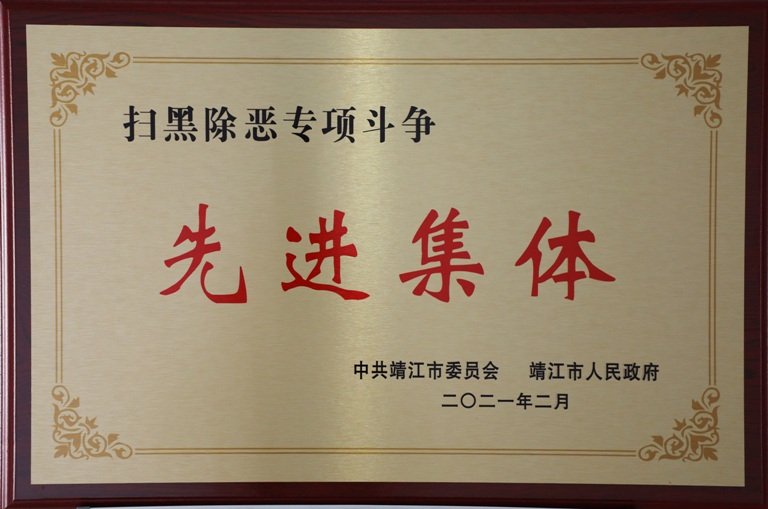 扫黑除恶专项斗争
先进集体
中共靖江市委员会 靖江市人民政府
二〇二一年二月